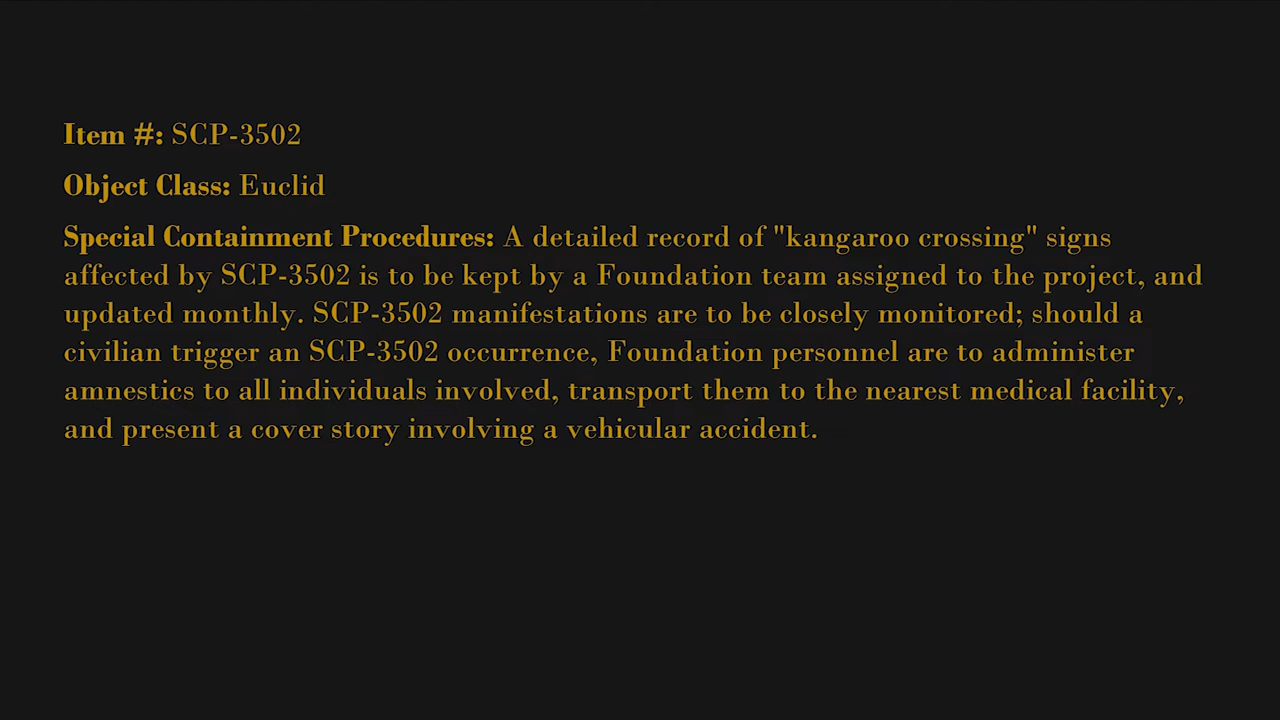 Item #: SCP-3502
Object Class: Euclid
Special Containment Procedures: A detailed record of "kangaroo crossing" signs
affected by SCP-3502 is to be kept by a Foundation team assigned to the project, and
updated monthly. SCP-3502 manifestations are to be closely monitored; should a
civilian trigger an SCP-3502 occurrence, Foundation personnel are to administer
amnestics to all individuals involved, transport them to the nearest medical facility,
and present a cover story involving a vehicular accident.